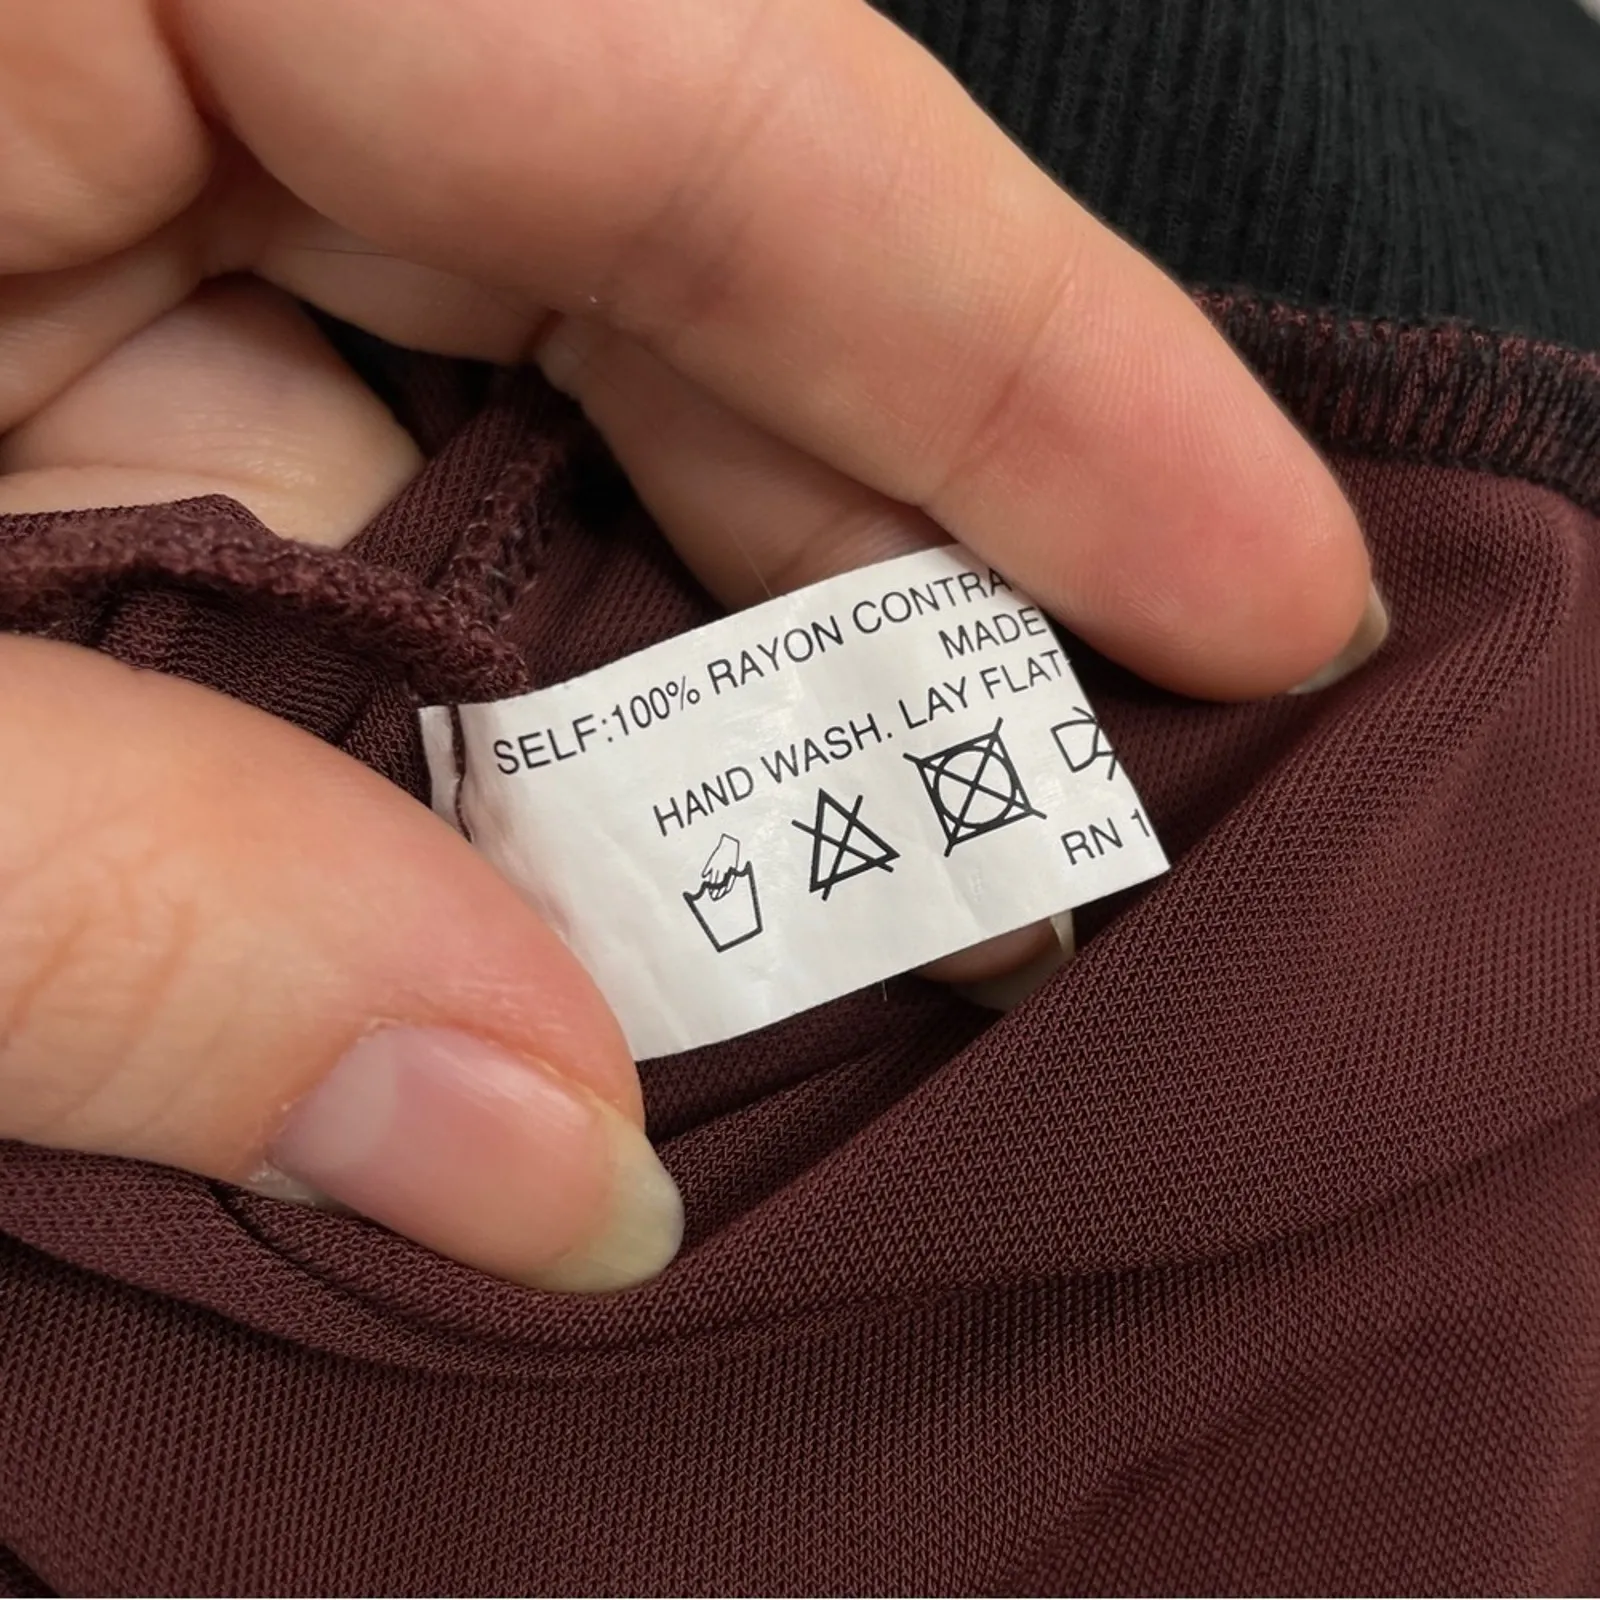 SELF:100% RAYON CONTRA
MADE
HAND WASH. LAY FLAT
RN 1